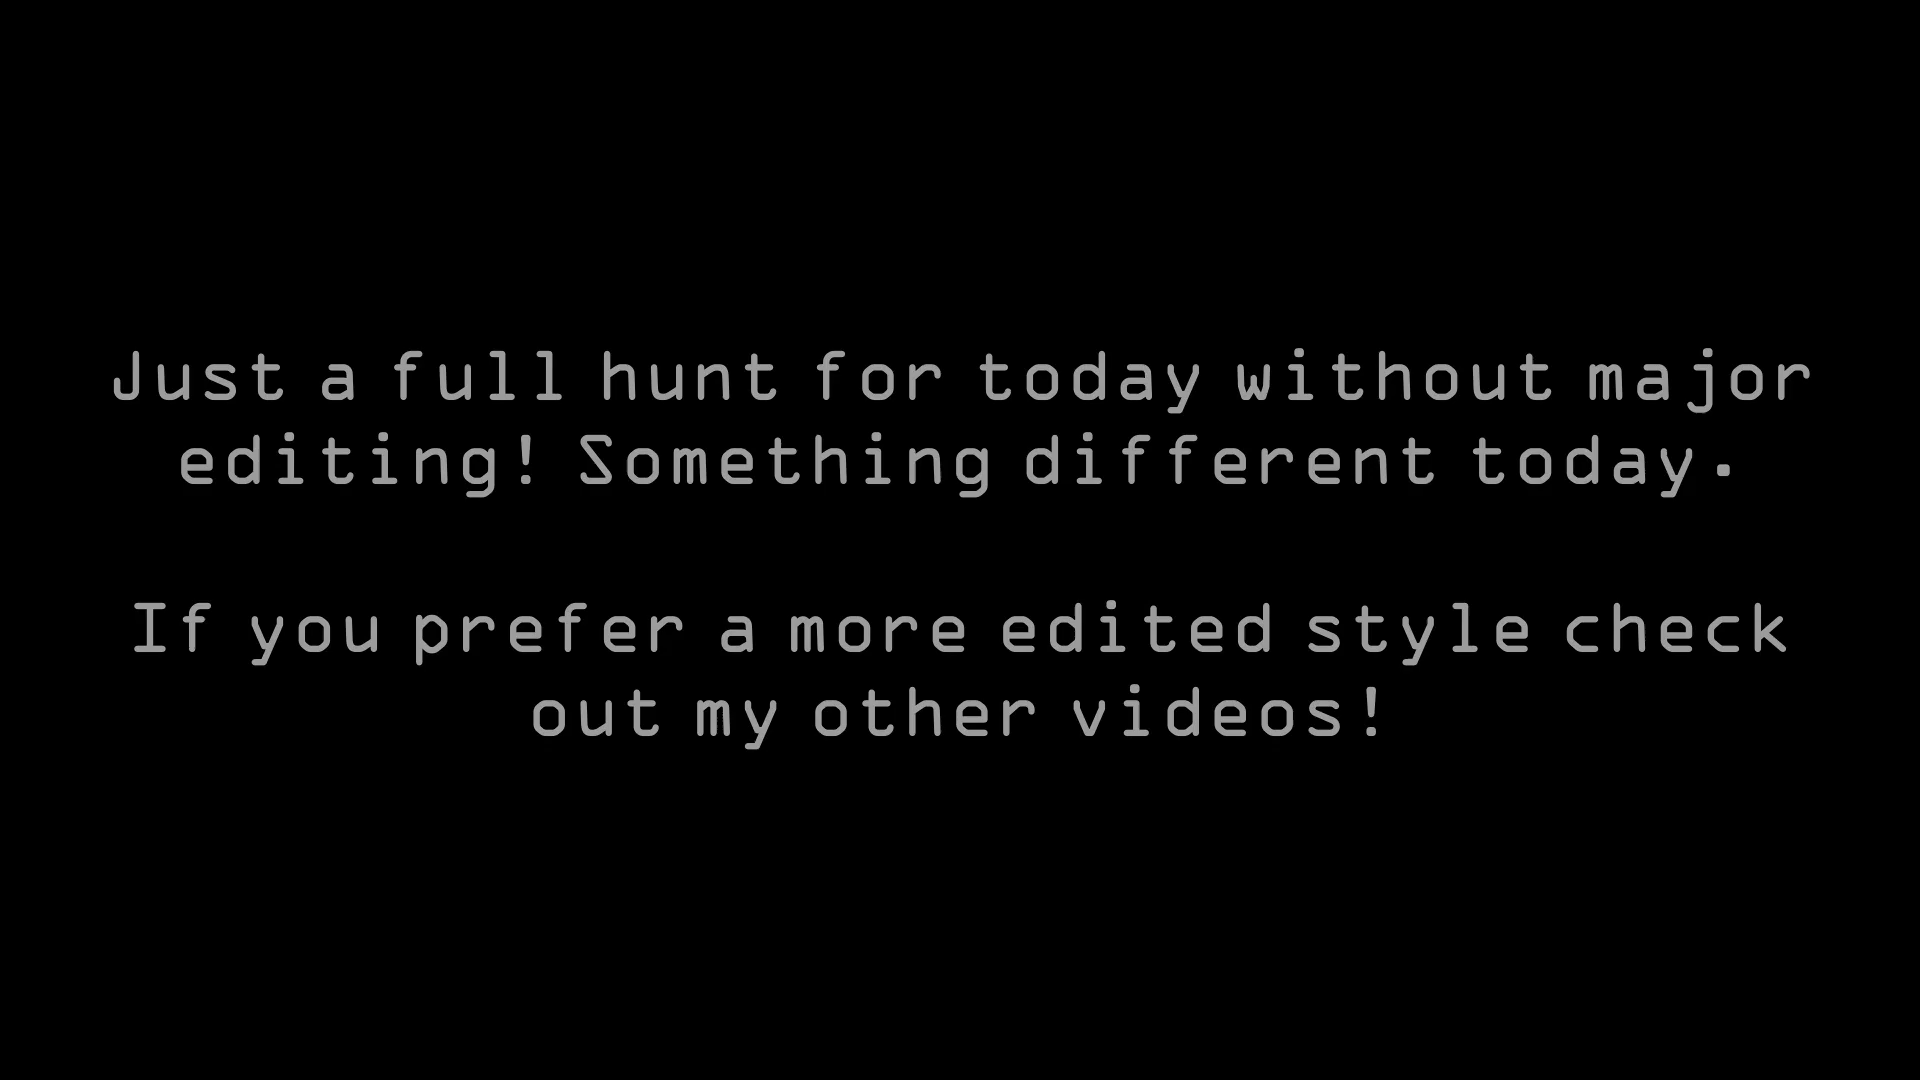 Just a full hunt for today without major
editing! Something different today.
If you prefer a more edited style check
out my other videos!